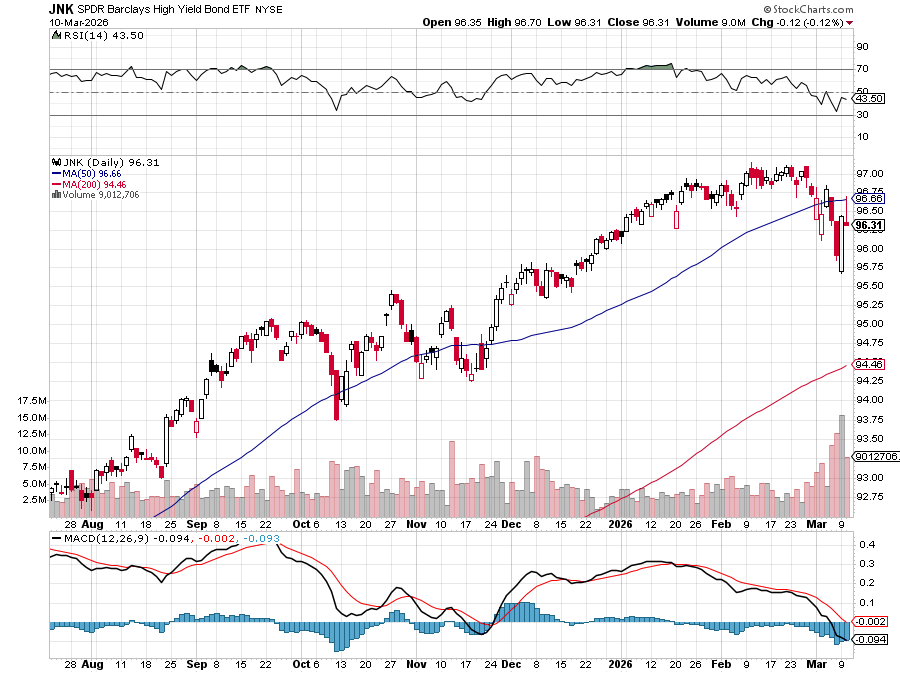 JNK SPDR Barclays High Yield Bond ETF NYSE © StockCharts.com
10-Mar-2026 Open 96.35 High 96.70 Low 96.31 Close 96.31 Volume 9.0M Chg -0.12 (-0.12%)
RSI(14) 43.50
90
70
50
43.50
30
10
JNK (Daily) 96.31
MA(50) 96.66
MA(200) 94.46
Volume 9,012,706
97.00
96.75
96.66
96.50
96.31
96.00
95.75
95.50
95.25
95.00
94.75
94.46
94.25
94.00
17.5M
93.75
15.0M
12.5M
93.50
10.0M
9012706
7.5M
93.00
5.0M
92.75
2.5M
28 Aug 11 18 25 Sep 8 15 22 Oct 6 13 20 27 Nov 10 17 24 Dec 8 15 22 2026 12 20 26 Feb 9 17 23 Mar 9
MACD(12,26,9) -0.094, -0.002, -0.093
0.4
0.3
0.2
0.1
-0.002
-0.094
28 Aug 11 18 25 Sep 8 15 22 Oct 6 13 20 27 Nov 10 17 24 Dec 8 15 22 2026 12 20 26 Feb 9 17 23 Mar 9